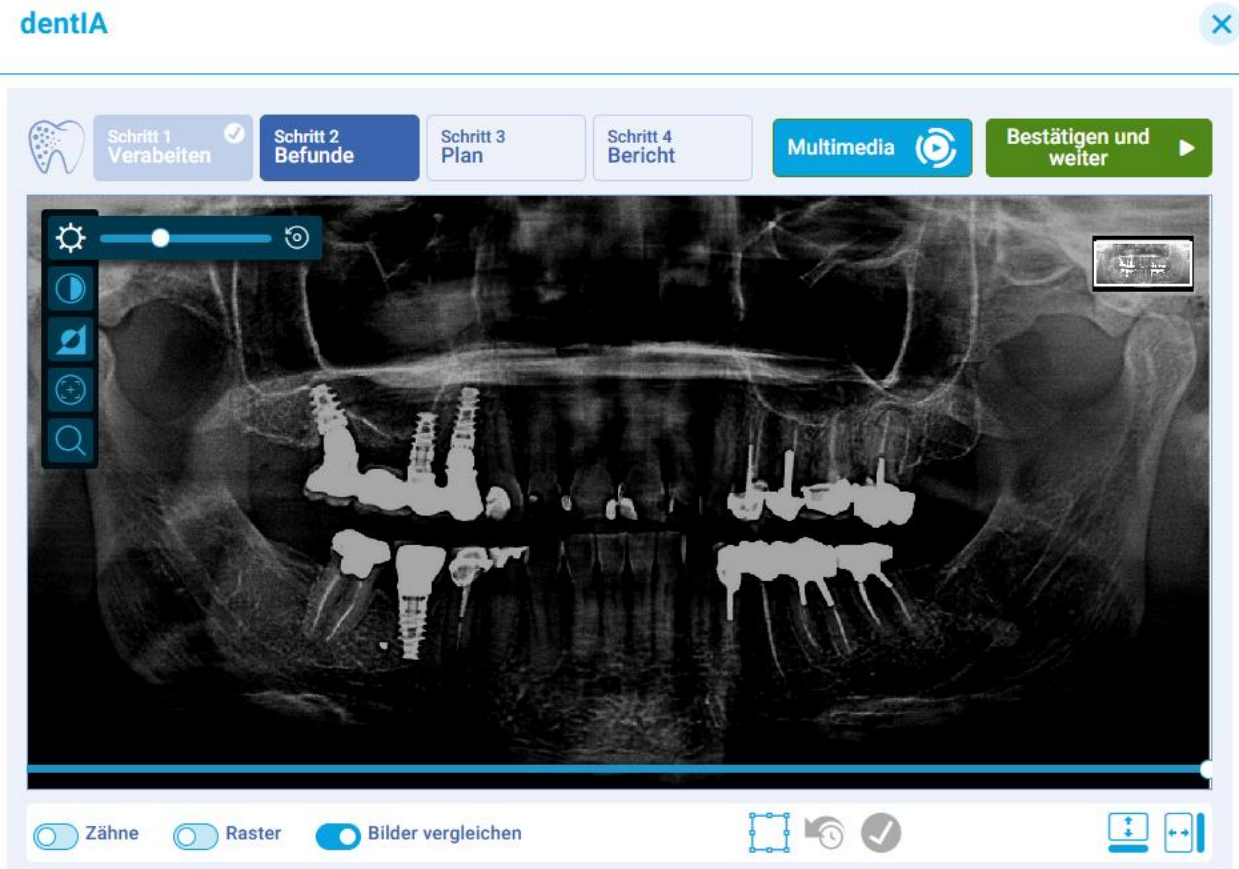 dentIA
Schritt 1
Verabeiten
Schritt 2
Befunde
Schritt 3
Plan
Schritt 4
Bericht
Multimedia
Bestätigen und
weiter
Zähne
Raster
Bilder vergleichen